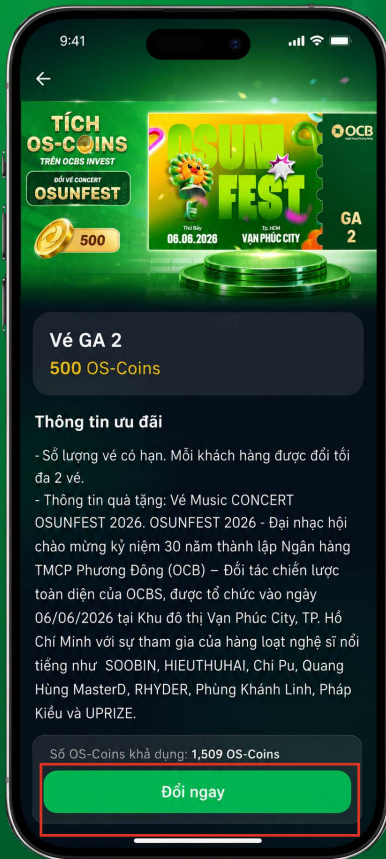 9:41
TÍCH
OS-COINS
TRÊN OCBS INVEST
ĐỔI VÉ CONCERT
OSUNFEST
500
OSUN
FEST
Thứ Bảy
06.06.2026
Tp. HCM
VẠN PHÚC CITY
OCB
GA
2
Vé GA 2
500 OS-Coins
Thông tin ưu đãi
- Số lượng vé có hạn. Mỗi khách hàng được đổi tối
đa 2 vé.
- Thông tin quà tặng: Vé Music CONCERT
OSUNFEST 2026. OSUNFEST 2026 - Đại nhạc hội
chào mừng kỷ niệm 30 năm thành lập Ngân hàng
TMCP Phương Đông (OCB) – Đối tác chiến lược
toàn diện của OCBS, được tổ chức vào ngày
06/06/2026 tại Khu đô thị Vạn Phúc City, TP. Hồ
Chí Minh với sự tham gia của hàng loạt nghệ sĩ nổi
tiếng như SOOBIN, HIEUTHUHAI, Chi Pu, Quang
Hùng MasterD, RHYDER, Phùng Khánh Linh, Pháp
Kiều và UPRIZE.
Số OS-Coins khả dụng: 1,509 OS-Coins
Đổi ngay